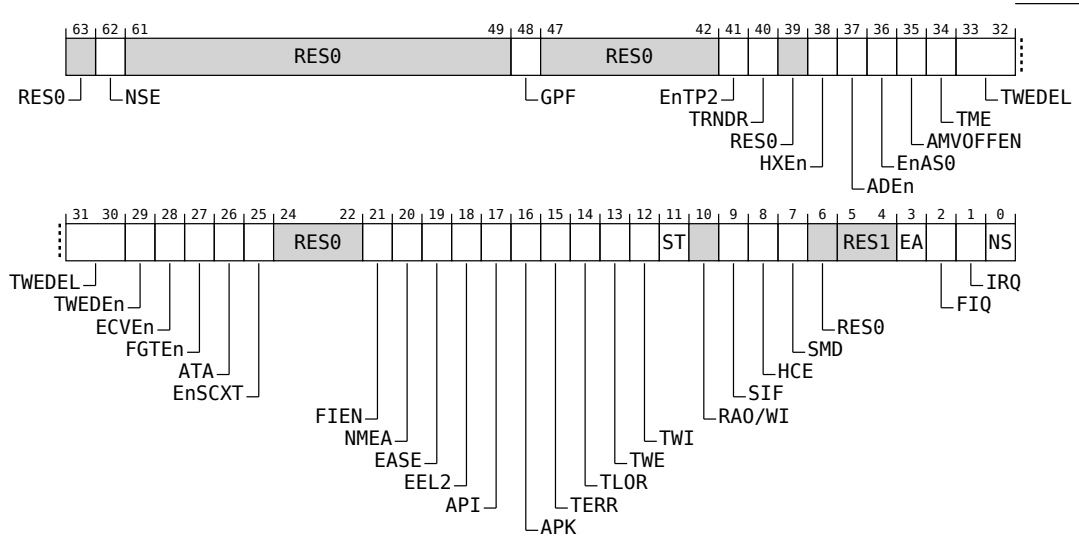 63 62 61 49 48 47 42 41 40 39 38 37 36 35 34 33 32
RES0 RES0
RES0 NSE GPF EnTP2 TWEDEL
TRNDR TME
RES0 AMVOFFEN
HXEn EnAS0
ADEn
31 30 29 28 27 26 25 24 22 21 20 19 18 17 16 15 14 13 12 11 10 9 8 7 6 5 4 3 2 1 0
RES0 ST RES1 EA NS
TWEDEL IRQ
TWEDEn FIQ
ECVEn RES0
FGTEn SMD
ATA HCE
EnSCXT SIF
FIEN RAO/WI
NMEA TWI
EASE TWE
EEL2 TLOR
API TERR
APK